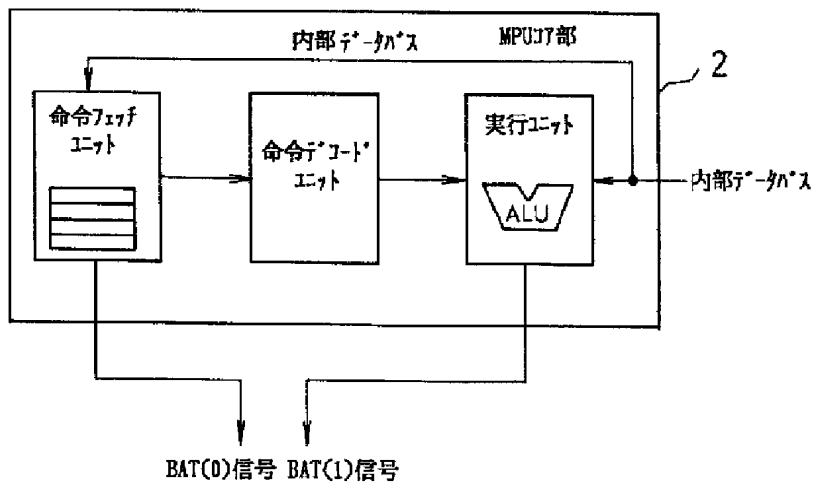 内部データバス
MPUコア部
2
命令フェッチ
ユニット
命令デコード
ユニット
実行ユニット
ALU
内部データバス
BAT(0)信号
BAT(1)信号